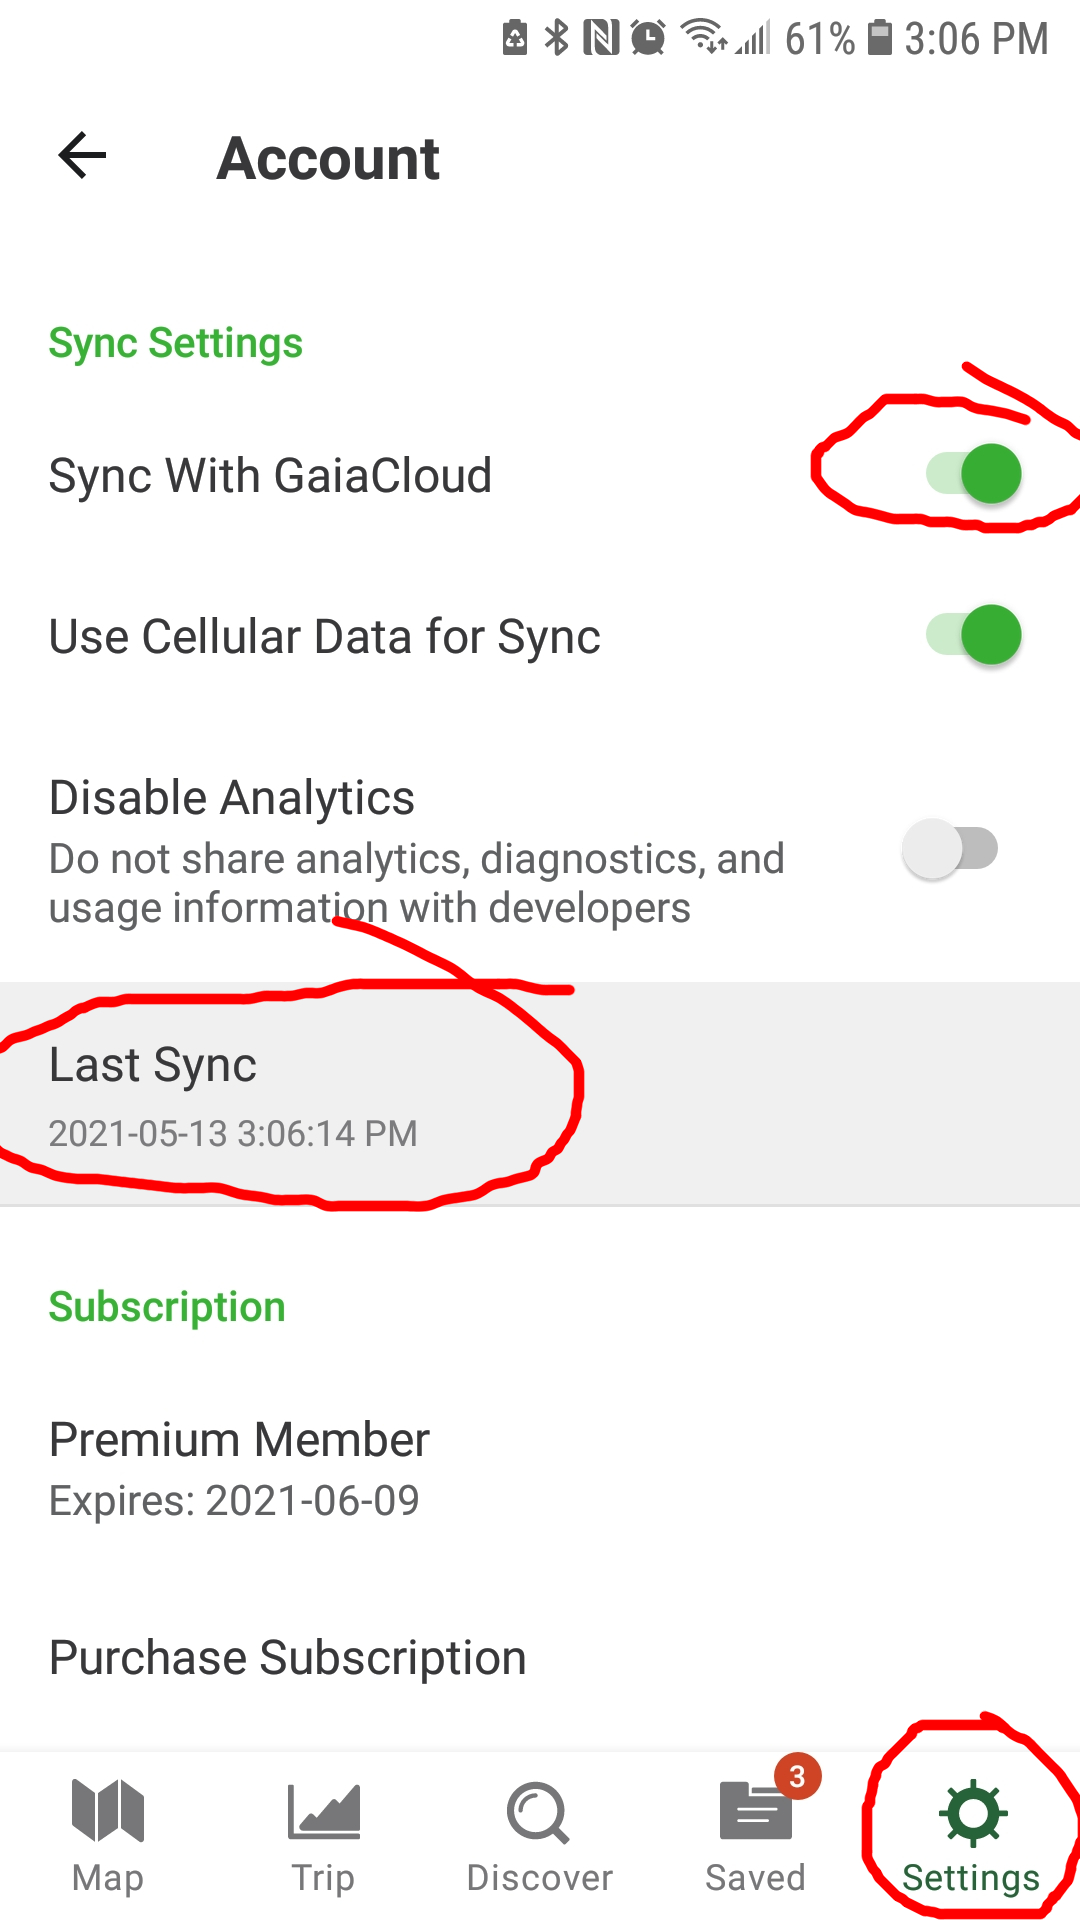 61% 3:06 PM
Account
Sync Settings
Sync With GaiaCloud
Use Cellular Data for Sync
Disable Analytics
Do not share analytics, diagnostics, and
usage information with developers
Last Sync
2021-05-13 3:06:14 PM
Subscription
Premium Member
Expires: 2021-06-09
Purchase Subscription
3
Map Trip Discover Saved Settings